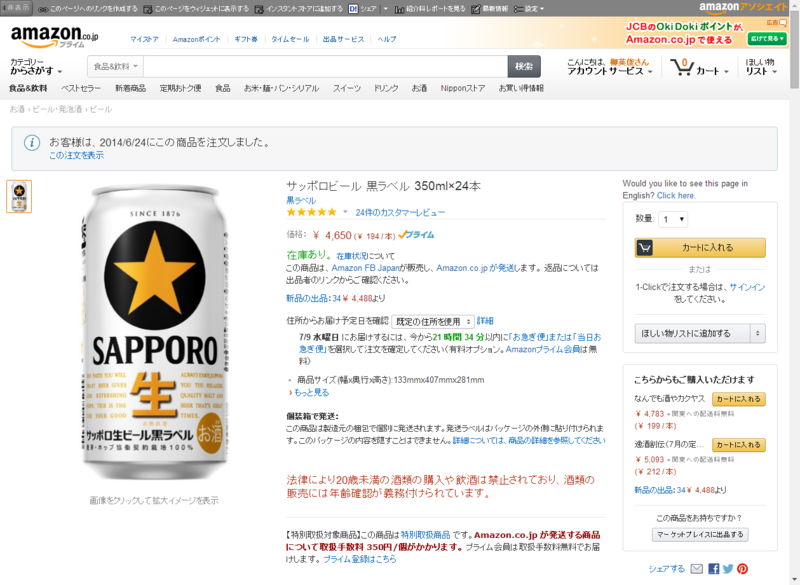 このページへのリンクを作成する
このページをウィジェットに表示する
インスタントストアに追加する
シェア
紹介料レポートを見る
最新情報
設定
amazonアソシエイト
amazon.co.jp
プライム
マイストア
Amazonポイント
ギフト券
タイムセール
出品サービス
ヘルプ
JCBのOki Dokiポイントが、
Amazon.co.jpで使える
広告
カテゴリー
からさがす
食品&飲料
検索
アカウントサービス
0
カート
ほしい物
リスト
食品&飲料
ベストセラー
新着商品
定期おトク便
食品
お米・麺・パン・シリアル
スイーツ
ドリンク
お酒
Nipponストア
お買い得情報
お酒 › ビール・発泡酒 › ビール
お客様は、2014/6/24にこの商品を注文しました。
この注文を表示
SINCE 1876
SAPPORO
生
サッポロ生ビール黒ラベル
お酒
画像をクリックして拡大イメージを表示
サッポロビール 黒ラベル 350ml×24本
黒ラベル
24件のカスタマーレビュー
価格: ￥ 4,650 (￥ 194 / 本) プライム
在庫あり。 在庫状況について
この商品は、Amazon FB Japanが販売し、Amazon.co.jp が発送します。 返品については
出品者のリンクからご確認ください。
新品の出品：34￥ 4,488より
住所からお届け予定日を確認 既定の住所を使用 詳細
7/9 水曜日 にお届けするには、今から21 時間 34 分以内に「お急ぎ便」または「当日お
急ぎ便」を選択して注文を確定してください（有料オプション。Amazonプライム会員は無
料）
商品サイズ (幅x奥行x高さ): 133mmx407mmx281mm
› もっと見る
個装箱で発送:
この商品は製造元の梱包で個別に発送されます。発送ラベルはパッケージの外側に貼り付けられま
す。このパッケージの内容を隠すことはできません。詳細については、商品の詳細を参照してください
法律により20歳未満の酒類の購入や飲酒は禁止されており、酒類の
販売には年齢確認が義務付けられています。
【特別取扱対象商品】この商品は特別取扱商品 です。Amazon.co.jp が発送する商品
について取扱手数料 350円/個がかかります。 プライム会員は取扱手数料無料でお届
けします。 プライム登録はこちら
Would you like to see this page in
English? Click here.
数量: 1
カートに入れる
または
1-Clickで注文する場合は、サインイン
をしてください。
ほしい物リストに追加する
こちらからもご購入いただけます
なんでも酒やカクヤス
カートに入れる
￥ 4,783 + 関東への配送料無料
(￥ 199 / 本)
カートに入れる
￥ 5,093 + 関東への配送料無料
(￥ 212 / 本)
新品の出品：34￥ 4,488より
この商品をお持ちですか？
マーケットプレイスに出品する
シェアする